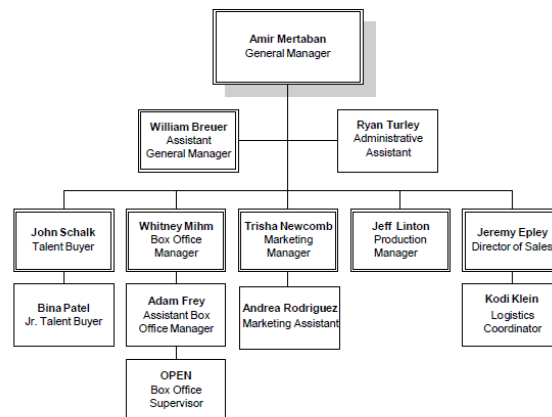 Amir Mertaban
General Manager
William Breuer
Assistant
General Manager
Ryan Turley
Administrative
Assistant
John Schalk
Talent Buyer
Whitney Mihm
Box Office
Manager
Trisha Newcomb
Marketing
Manager
Jeff Linton
Production
Manager
Jeremy Epley
Director of Sales
Bina Patel
Jr. Talent Buyer
Adam Frey
Assistant Box
Office Manager
Andrea Rodriguez
Marketing Assistant
Kodi Klein
Logistics
Coordinator
OPEN
Box Office
Supervisor